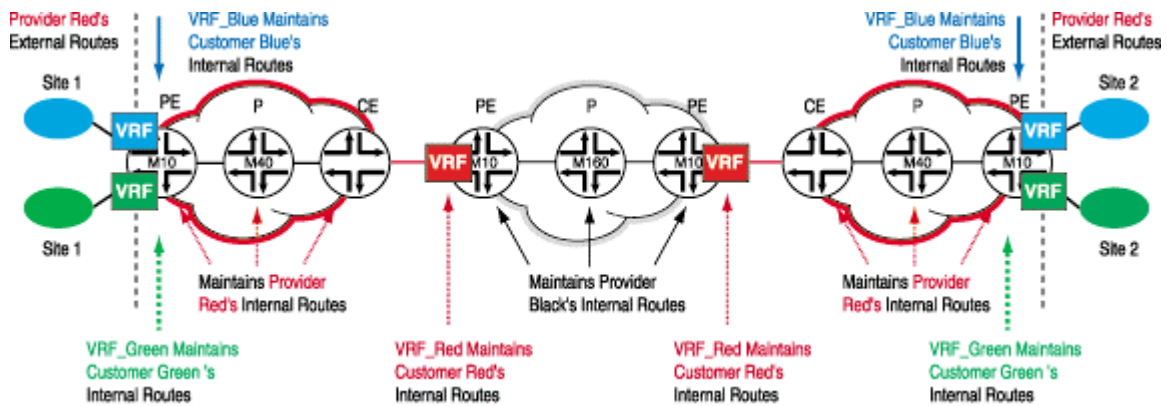 Provider Red's
External Routes
VRF_Blue Maintains
Customer Blue's
Internal Routes
VRF_Blue Maintains
Customer Blue's
Internal Routes
Provider Red's
External Routes
Site 1
PE
P
CE
PE
P
PE
CE
P
PE
Site 2
VRF
M10
M40
VRF
M10
M160
M10
VRF
M40
M10
VRF
VRF
VRF
Site 1
Site 2
Maintains Provider
Red's Internal Routes
Maintains Provider
Black's Internal Routes
Maintains Provider
Red's Internal Routes
VRF_Green Maintains
Customer Green 's
Internal Routes
VRF_Red Maintains
Customer Red's
Internal Routes
VRF_Red Maintains
Customer Red's
Internal Routes
VRF_Green Maintains
Customer Green 's
Internal Routes